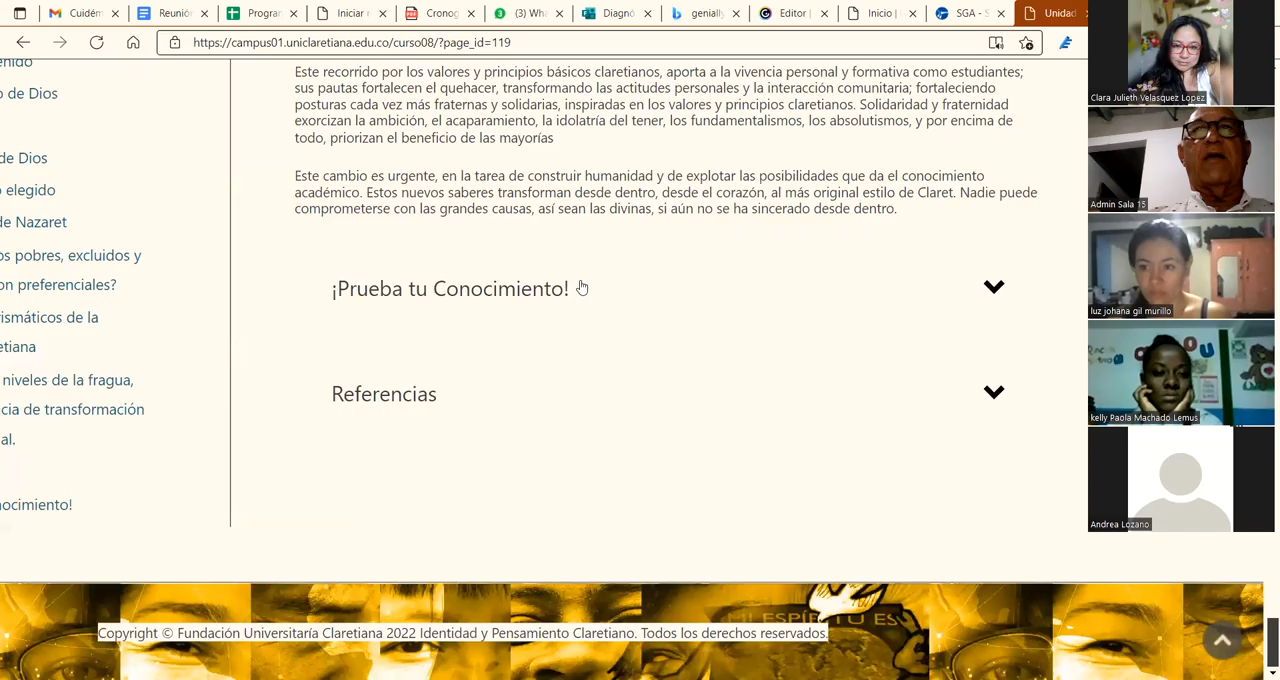 Cuidém
Reunión
Progra
Iniciar
Cronog
(3) Wh
Diagnó
genially
Editor |
Inicio |
SGA - S
Unidad
https://campus01.uniclaretiana.edu.co/curso08/?page_id=119
enido
o de Dios
de Dios
o elegido
de Nazaret
os pobres, excluidos y
on preferenciales?
rismáticos de la
etiana
niveles de la fragua,
ncia de transformación
al.
nocimiento!
Este recorrido por los valores y principios básicos claretianos, aporta a la vivencia personal y formativa como estudiantes;
sus pautas fortalecen el quehacer, transformando las actitudes personales y la interacción comunitaria; fortaleciendo
posturas cada vez más fraternas y solidarias, inspiradas en los valores y principios claretianos. Solidaridad y fraternidad
exorcizan la ambición, el acaparamiento, la idolatría del tener, los fundamentalismos, los absolutismos, y por encima de
todo, priorizan el beneficio de las mayorías
Este cambio es urgente, en la tarea de construir humanidad y de explotar las posibilidades que da el conocimiento
académico. Estos nuevos saberes transforman desde dentro, desde el corazón, al más original estilo de Claret. Nadie puede
comprometerse con las grandes causas, así sean las divinas, si aún no se ha sincerado desde dentro.
¡Prueba tu Conocimiento!
Referencias
Clara Julieth Velasquez Lopez
Admin Sala 15
luz johana gil murillo
kelly Paola Machado Lemus
Andrea Lozano
MI ESPÍRITU ES
Copyright © Fundación Universitaría Claretiana 2022 Identidad y Pensamiento Claretiano. Todos los derechos reservados.